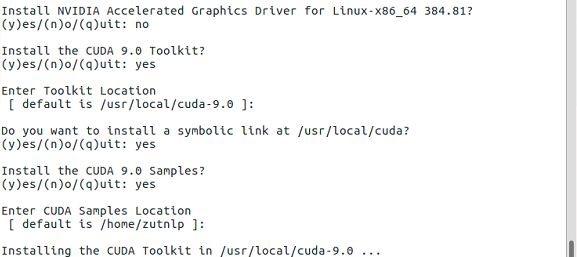 Install NVIDIA Accelerated Graphics Driver for Linux-x86_64 384.81?
(y)es/(n)o/(q)uit: no
Install the CUDA 9.0 Toolkit?
(y)es/(n)o/(q)uit: yes
Enter Toolkit Location
[ default is /usr/local/cuda-9.0 ]:
Do you want to install a symbolic link at /usr/local/cuda?
(y)es/(n)o/(q)uit: yes
Install the CUDA 9.0 Samples?
(y)es/(n)o/(q)uit: yes
Enter CUDA Samples Location
[ default is /home/zutnlp ]:
Installing the CUDA Toolkit in /usr/local/cuda-9.0 ...